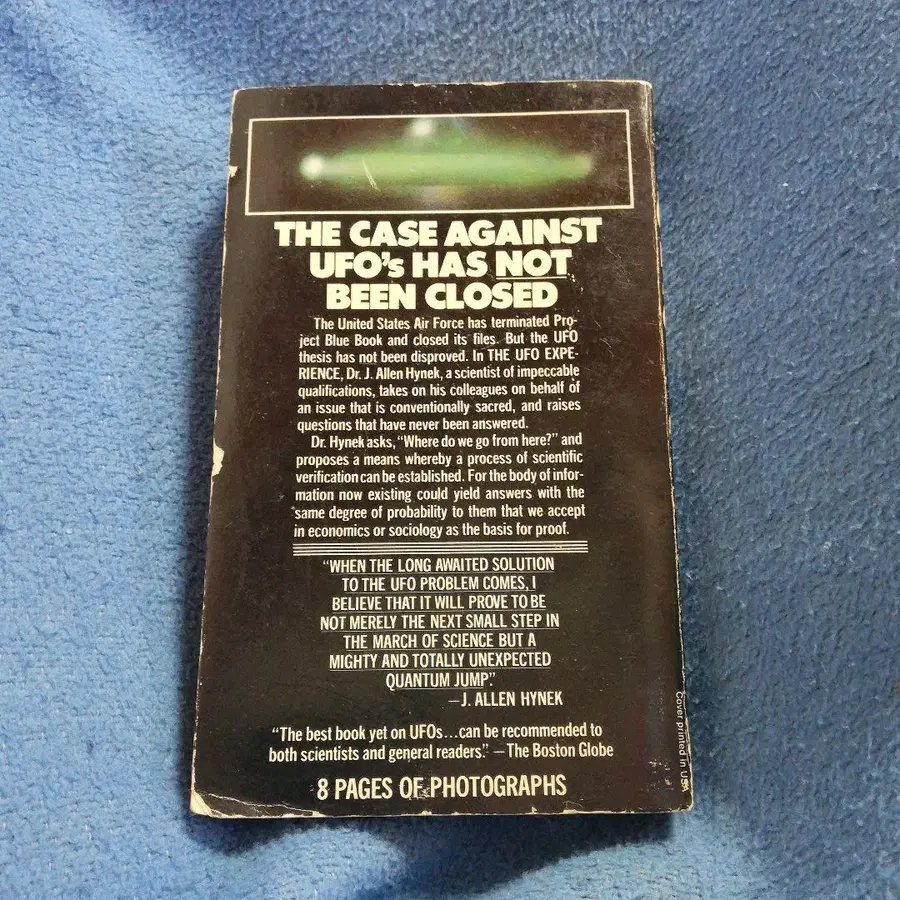 THE CASE AGAINST
UFO's HAS NOT
BEEN CLOSED
The United States Air Force has terminated Pro-
ject Blue Book and closed its files. But the UFO
thesis has not been disproved. In THE UFO EXPE-
RIENCE, Dr. J. Allen Hynek, a scientist of impeccable
qualifications, takes on his colleagues on behalf of
an issue that is conventionally sacred, and raises
questions that have never been answered.
Dr. Hynek asks, "Where do we go from here?" and
proposes a means whereby a process of scientific
verification can be established. For the body of infor-
mation now existing could yield answers with the
same degree of probability to them that we accept
in economics or sociology as the basis for proof.
"WHEN THE LONG AWAITED SOLUTION
TO THE UFO PROBLEM COMES, I
BELIEVE THAT IT WILL PROVE TO BE
NOT MERELY THE NEXT SMALL STEP IN
THE MARCH OF SCIENCE BUT A
MIGHTY AND TOTALLY UNEXPECTED
QUANTUM JUMP."
—J. ALLEN HYNEK
"The best book yet on UFOs...can be recommended to
both scientists and general readers." —The Boston Globe
8 PAGES OF PHOTOGRAPHS
Cover printed in USA